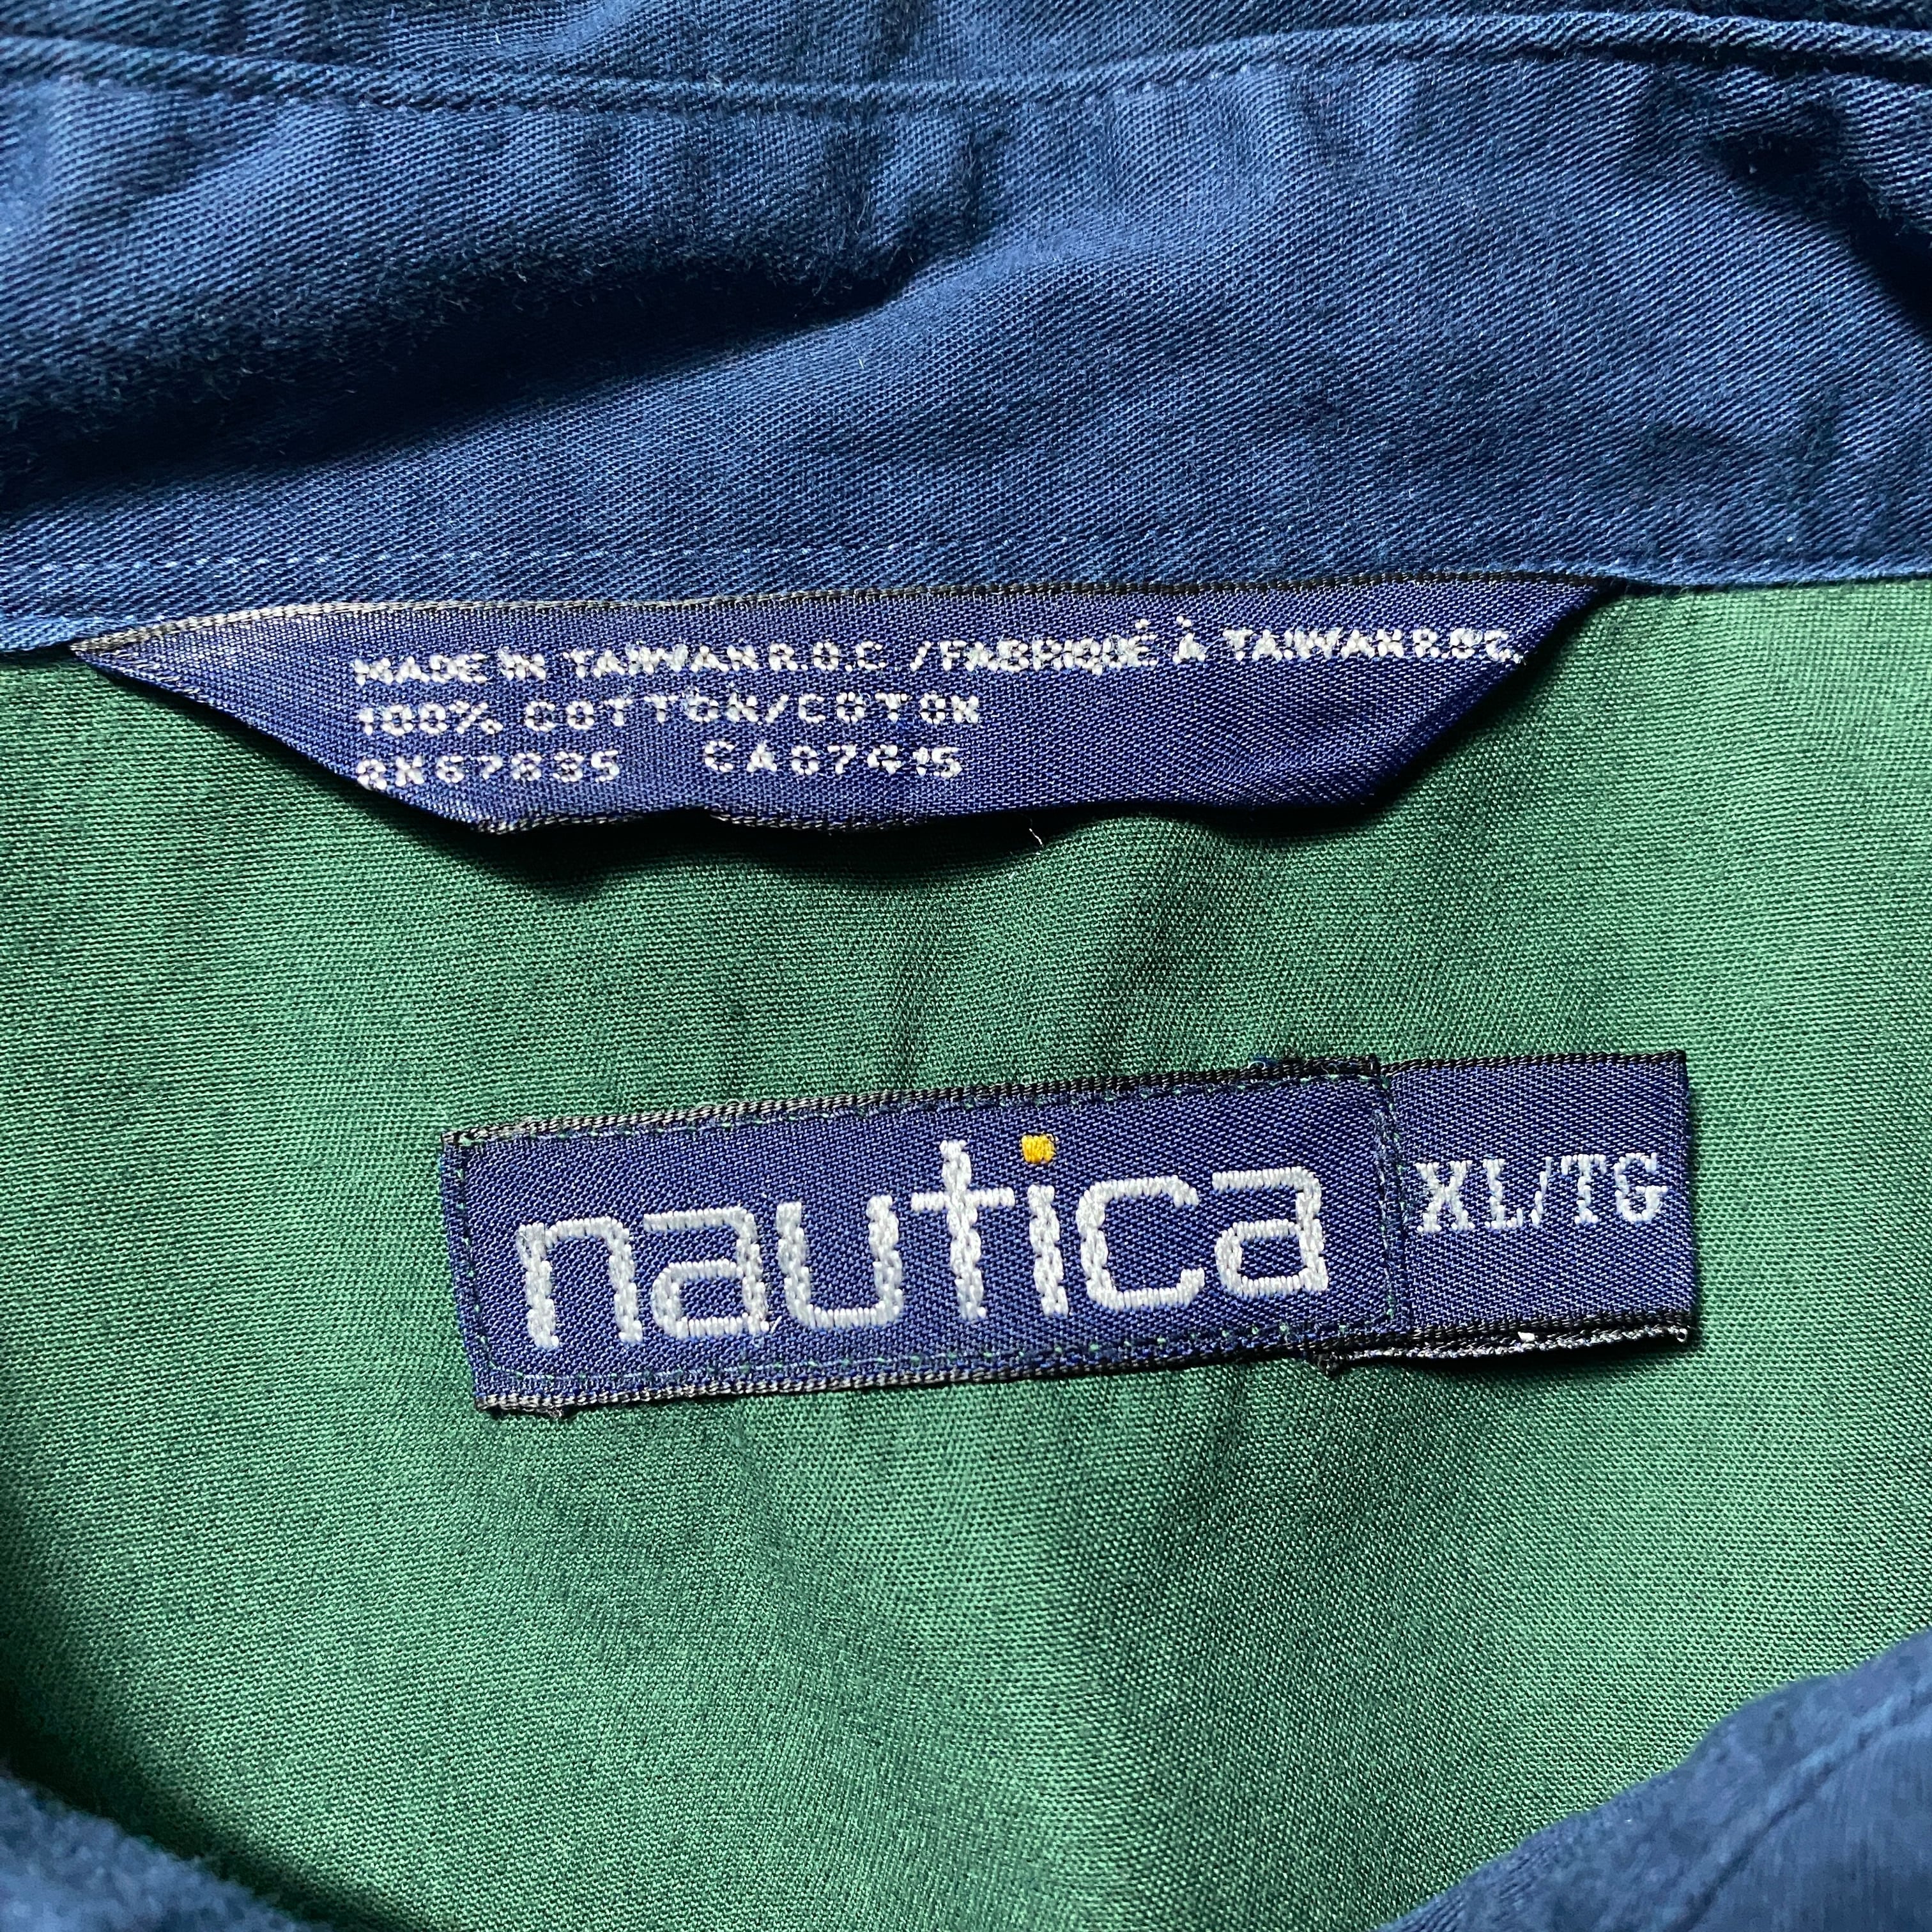 MADE IN TAIWAN R.O.C. /FABRIQUÉ À TAIWAN R.O.C.
100% COTTON/COTON
RN67835 CA07415
nautica XL/TG